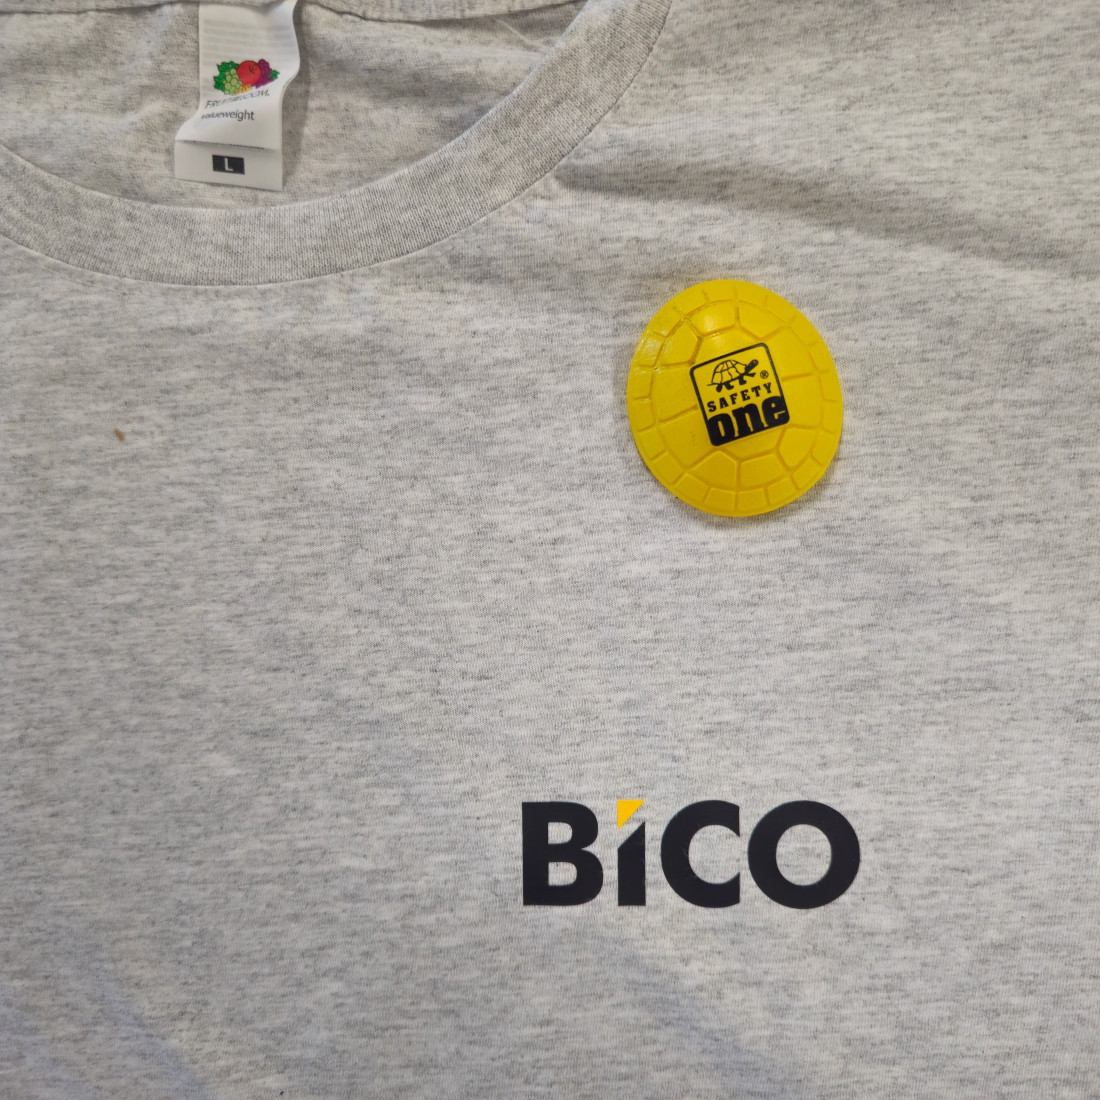 valueweight
L
SAFETY
one
®
BiCO